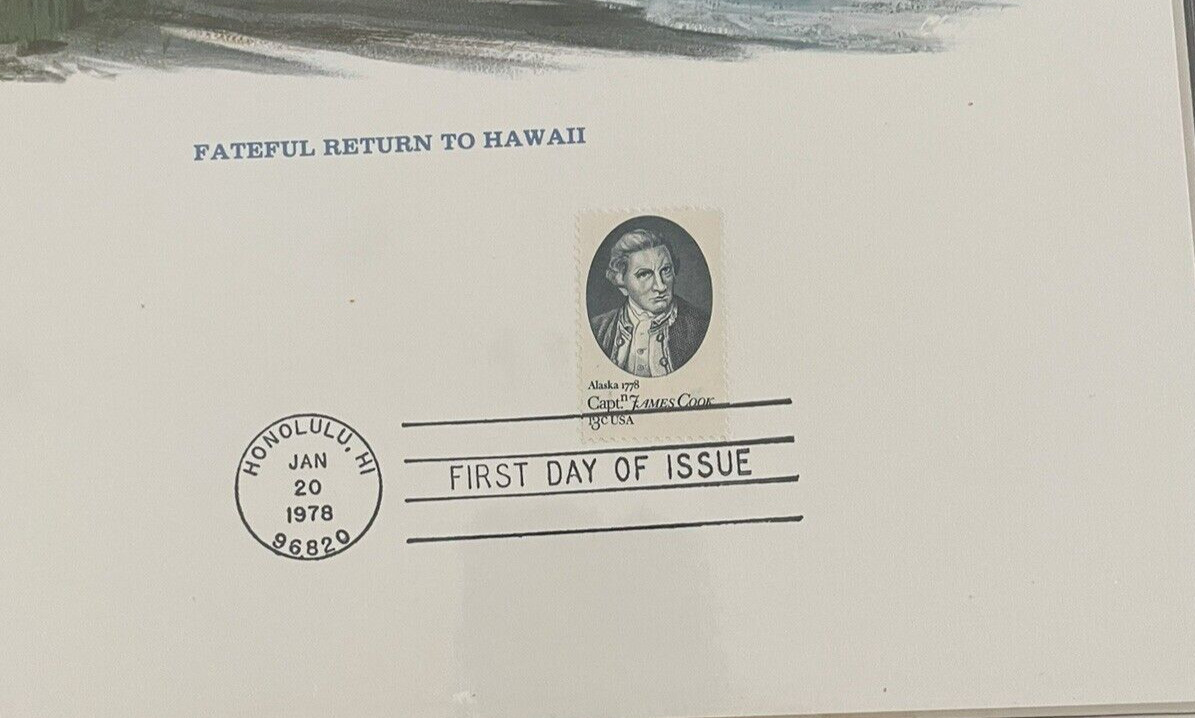 FATEFUL RETURN TO HAWAII
Alaska 1778
Capt.ⁿ JAMES COOK
13c USA
HONOLULU, HI
JAN
20
1978
96820
FIRST DAY OF ISSUE